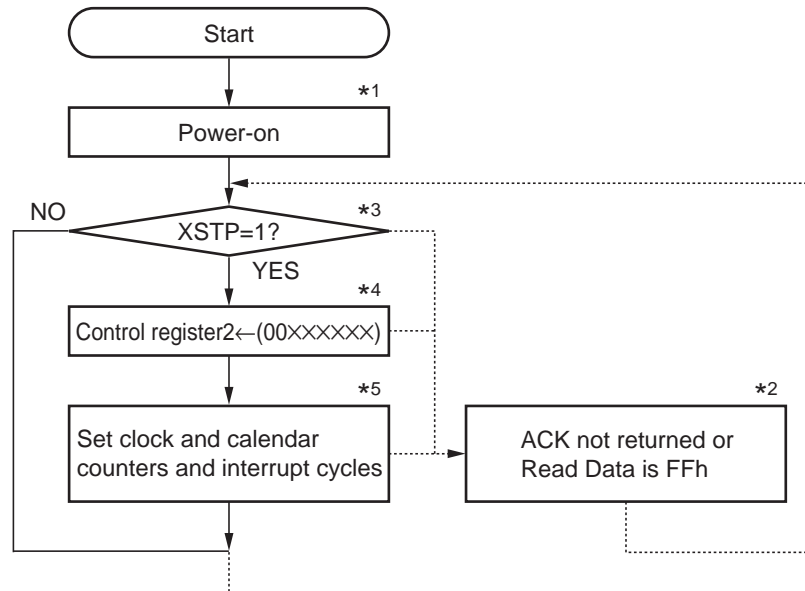 Start
*1
Power-on
NO
*3
XSTP=1?
YES
*4
Control register2←(00XXXXXX)
*5
Set clock and calendar
counters and interrupt cycles
*2
ACK not returned or
Read Data is FFh